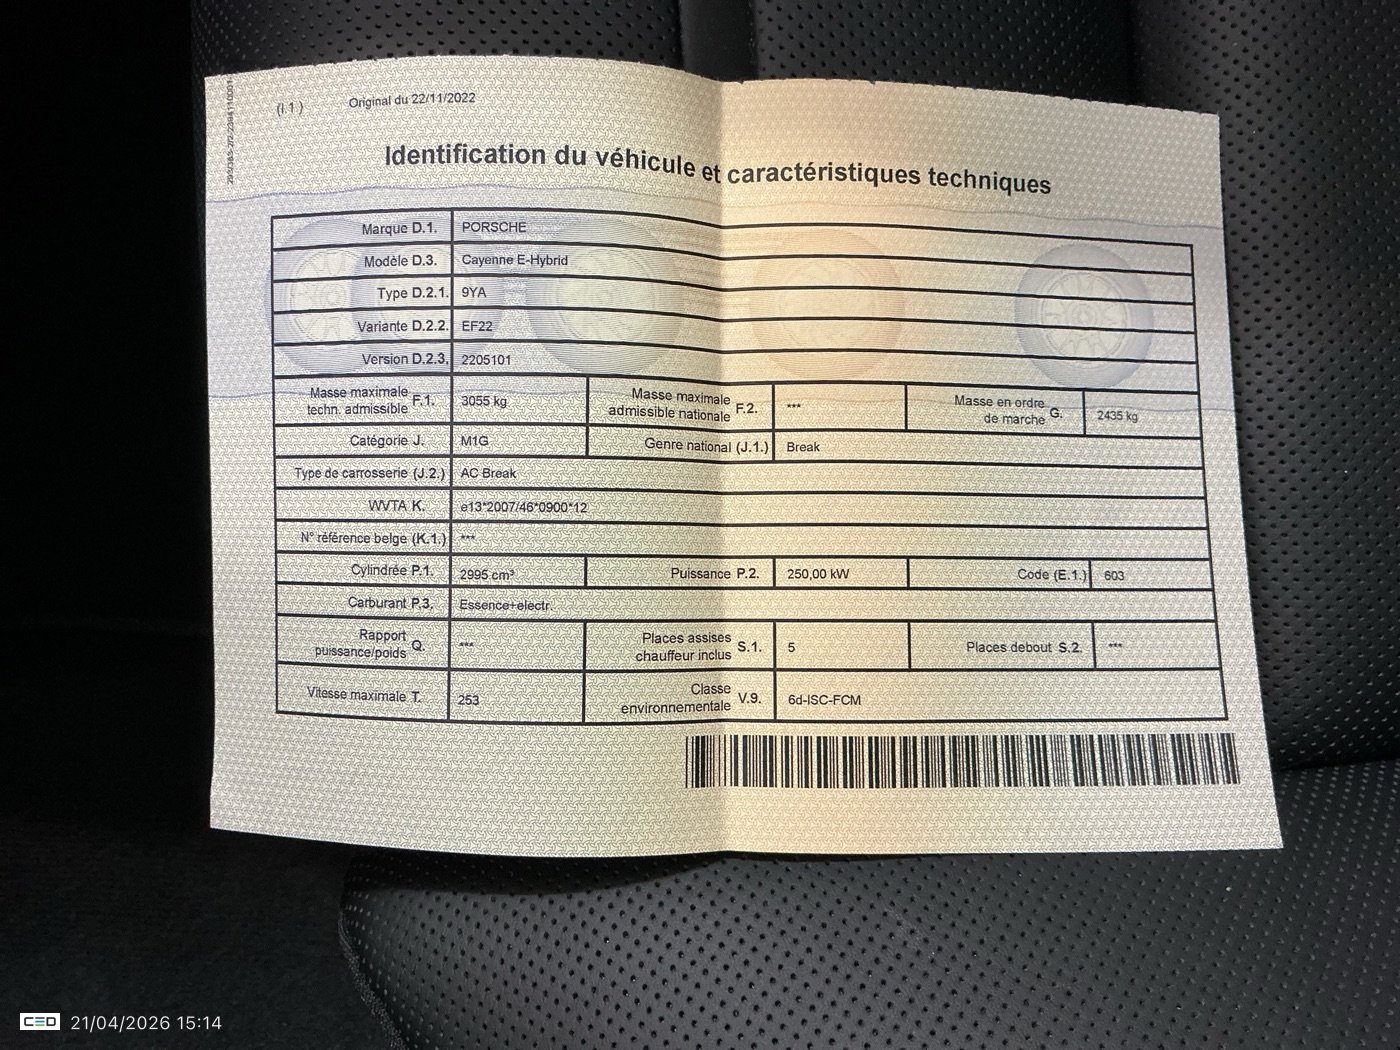 (I.1)
Original du 22/11/2022
Identification du véhicule et caractéristiques techniques
Marque D.1. PORSCHE
Modèle D.3. Cayenne E-Hybrid
Type D.2.1. 9YA
Variante D.2.2. EF22
Version D.2.3. 2205101
Masse maximale
techn. admissible F.1. 3055 kg
Masse maximale
admissible nationale F.2. ***
Masse en ordre
de marche G. 2435 kg
Catégorie J. M1G
Genre national (J.1.) Break
Type de carrosserie (J.2.) AC Break
WVTA K. e13*2007/46*0900*12
N° référence belge (K.1.) ***
Cylindrée P.1. 2995 cm³
Puissance P.2. 250,00 kW
Code (E.1.) 603
Carburant P.3. Essence+electr.
Rapport
puissance/poids Q. ***
Places assises
chauffeur inclus S.1. 5
Places debout S.2. ***
Vitesse maximale T. 253
Classe
environnementale V.9. 6d-ISC-FCM
CED 21/04/2026 15:14